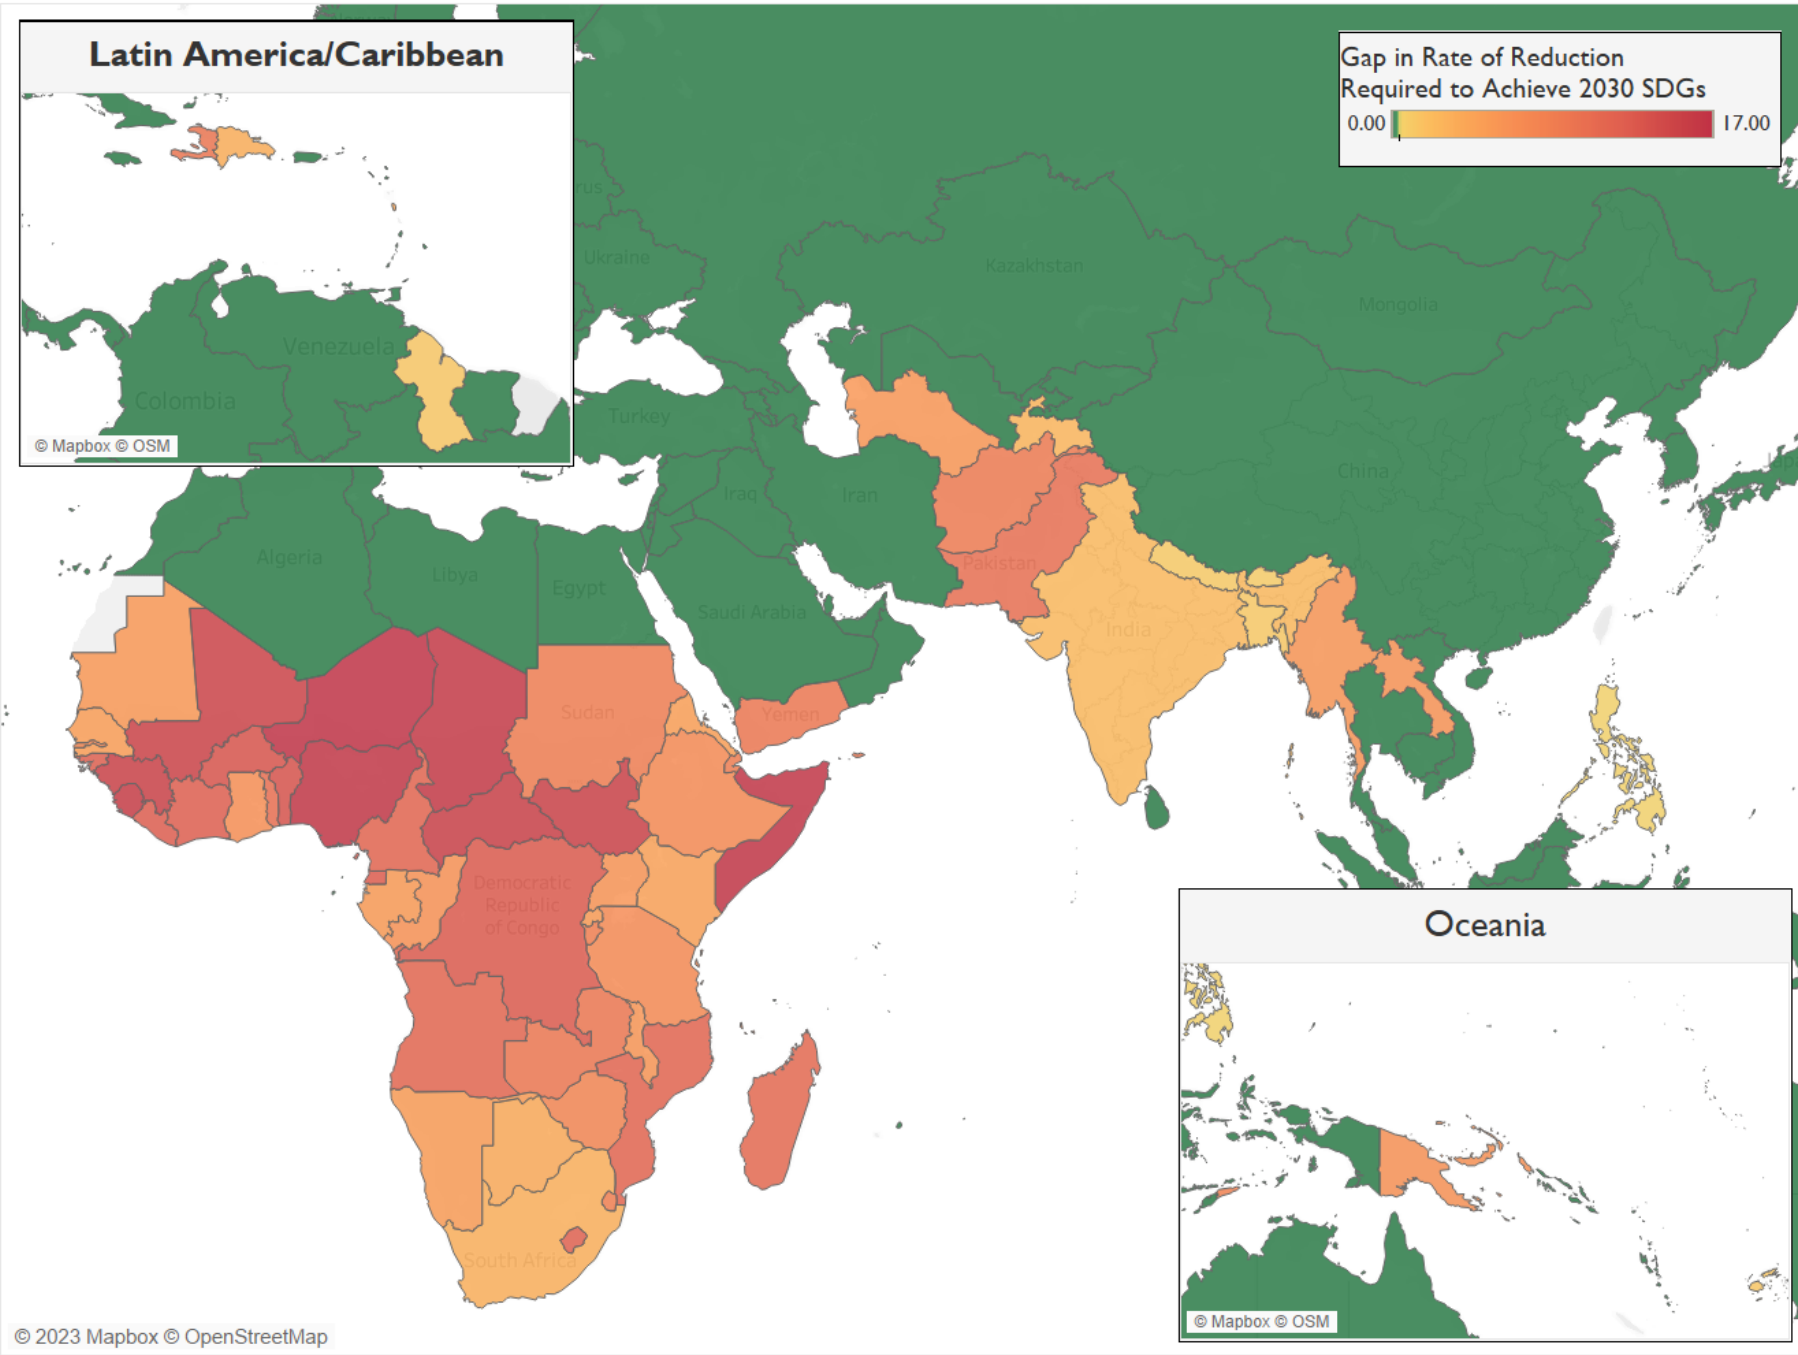 Norway
Latin America/Caribbean
Venezuela
Colombia
© Mapbox © OSM
Gap in Rate of Reduction
Required to Achieve 2030 SDGs
0.00
17.00
rus
Ukraine
Kazakhstan
Mongolia
Turkey
China
Iraq
Iran
Algeria
Libya
Egypt
Pakistan
Saudi Arabia
India
Sudan
Yemen
Democratic
Republic
of Congo
South Africa
Oceania
© Mapbox © OSM
© 2023 Mapbox © OpenStreetMap